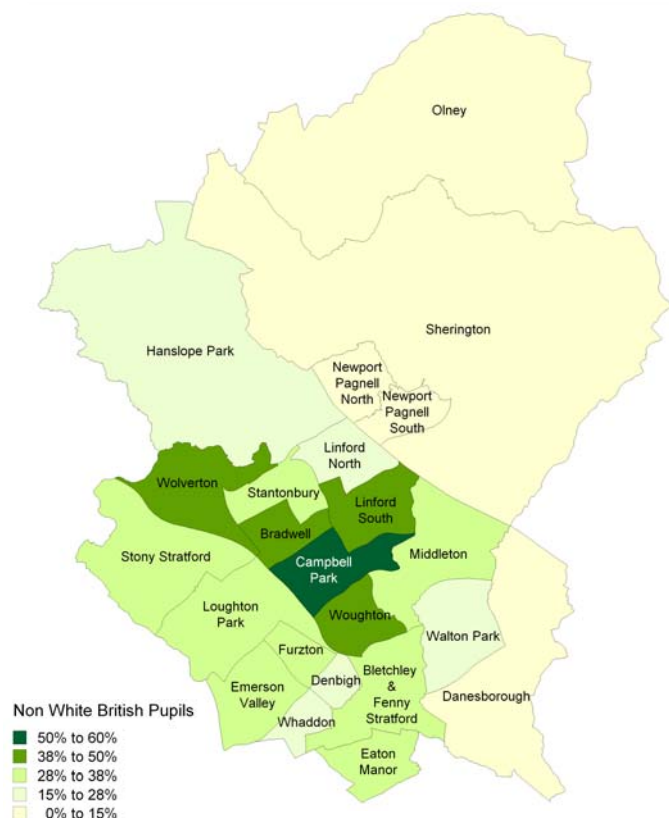 Olney
Sherington
Hanslope Park
Newport
Pagnell
North
Newport
Pagnell
South
Linford
North
Wolverton
Stantonbury
Linford
South
Bradwell
Stony Stratford
Campbell
Park
Middleton
Loughton
Park
Woughton
Walton Park
Furzton
Bletchley
&
Fenny
Stratford
Denbigh
Emerson
Valley
Danesborough
Whaddon
Eaton
Manor
Non White British Pupils
50% to 60%
38% to 50%
28% to 38%
15% to 28%
0% to 15%